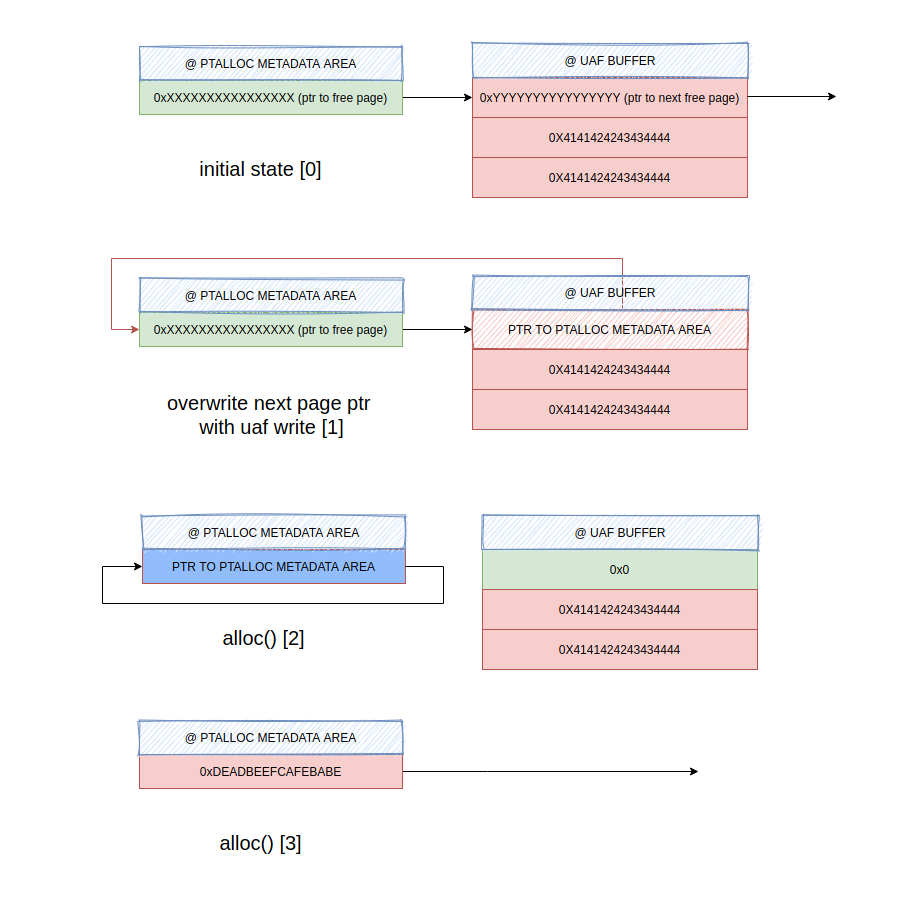 @ PTALLOC METADATA AREA
@ UAF BUFFER
0xXXXXXXXXXXXXXXXX (ptr to free page)
0xYYYYYYYYYYYYYYYY (ptr to next free page)
0X4141424243434444
initial state [0]
0X4141424243434444
@ PTALLOC METADATA AREA
@ UAF BUFFER
0xXXXXXXXXXXXXXXXX (ptr to free page)
PTR TO PTALLOC METADATA AREA
0X4141424243434444
overwrite next page ptr
with uaf write [1]
0X4141424243434444
@ PTALLOC METADATA AREA
@ UAF BUFFER
PTR TO PTALLOC METADATA AREA
0x0
0X4141424243434444
alloc() [2]
0X4141424243434444
@ PTALLOC METADATA AREA
0xDEADBEEFCAFEBABE
alloc() [3]